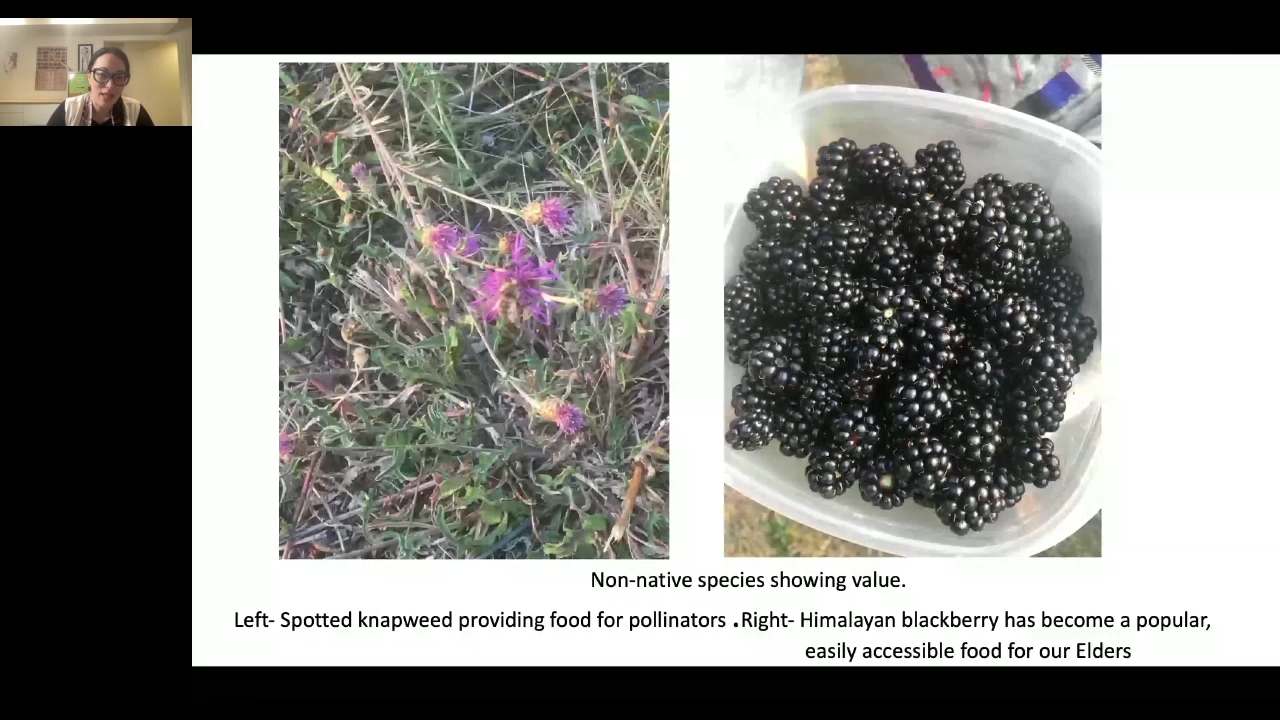 Non-native species showing value.
Left- Spotted knapweed providing food for pollinators . Right- Himalayan blackberry has become a popular,
easily accessible food for our Elders